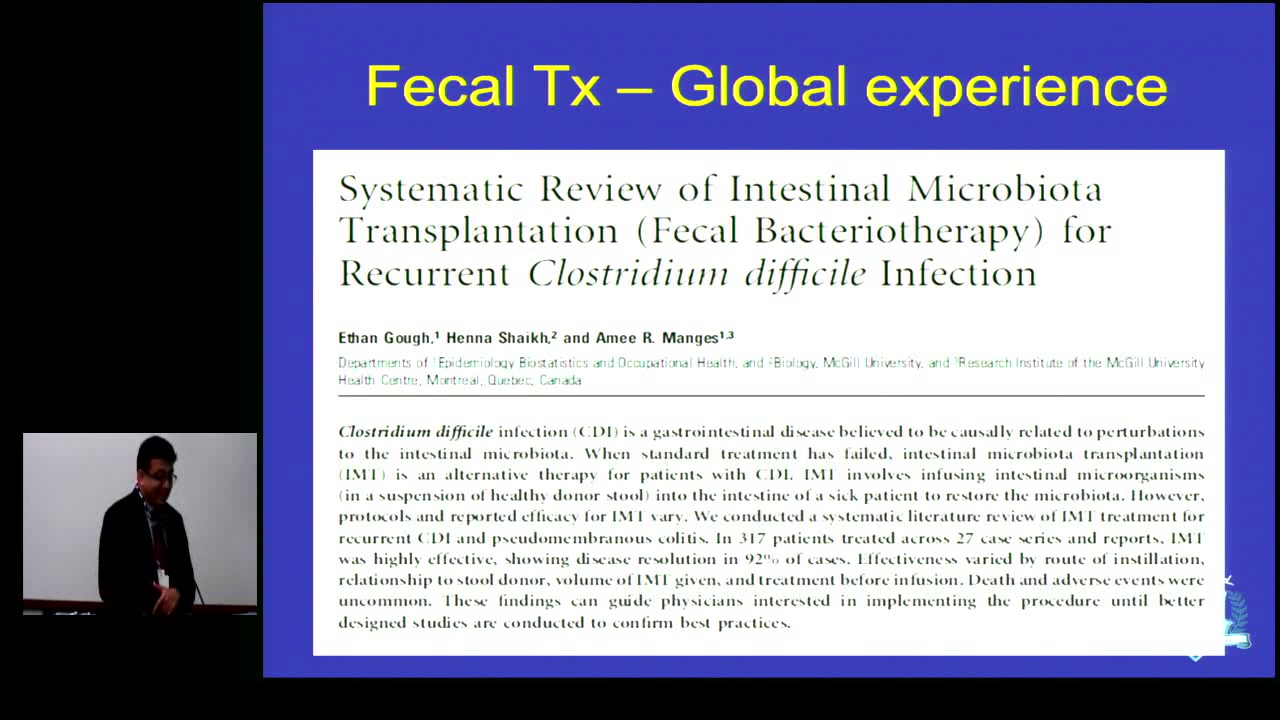 Fecal Tx – Global experience
Systematic Review of Intestinal Microbiota
Transplantation (Fecal Bacteriotherapy) for
Recurrent Clostridium difficile Infection
Ethan Gough,¹ Henna Shaikh,² and Amee R. Manges¹,³
Departments of ¹Epidemiology Biostatistics and Occupational Health, and ²Biology, McGill University, and ³Research Institute of the McGill University
Health Centre, Montreal, Quebec, Canada
Clostridium difficile infection (CDI) is a gastrointestinal disease believed to be causally related to perturbations
to the intestinal microbiota. When standard treatment has failed, intestinal microbiota transplantation
(IMT) is an alternative therapy for patients with CDI. IMT involves infusing intestinal microorganisms
(in a suspension of healthy donor stool) into the intestine of a sick patient to restore the microbiota. However,
protocols and reported efficacy for IMT vary. We conducted a systematic literature review of IMT treatment for
recurrent CDI and pseudomembranous colitis. In 317 patients treated across 27 case series and reports, IMT
was highly effective, showing disease resolution in 92% of cases. Effectiveness varied by route of instillation,
relationship to stool donor, volume of IMT given, and treatment before infusion. Death and adverse events were
uncommon. These findings can guide physicians interested in implementing the procedure until better
designed studies are conducted to confirm best practices.